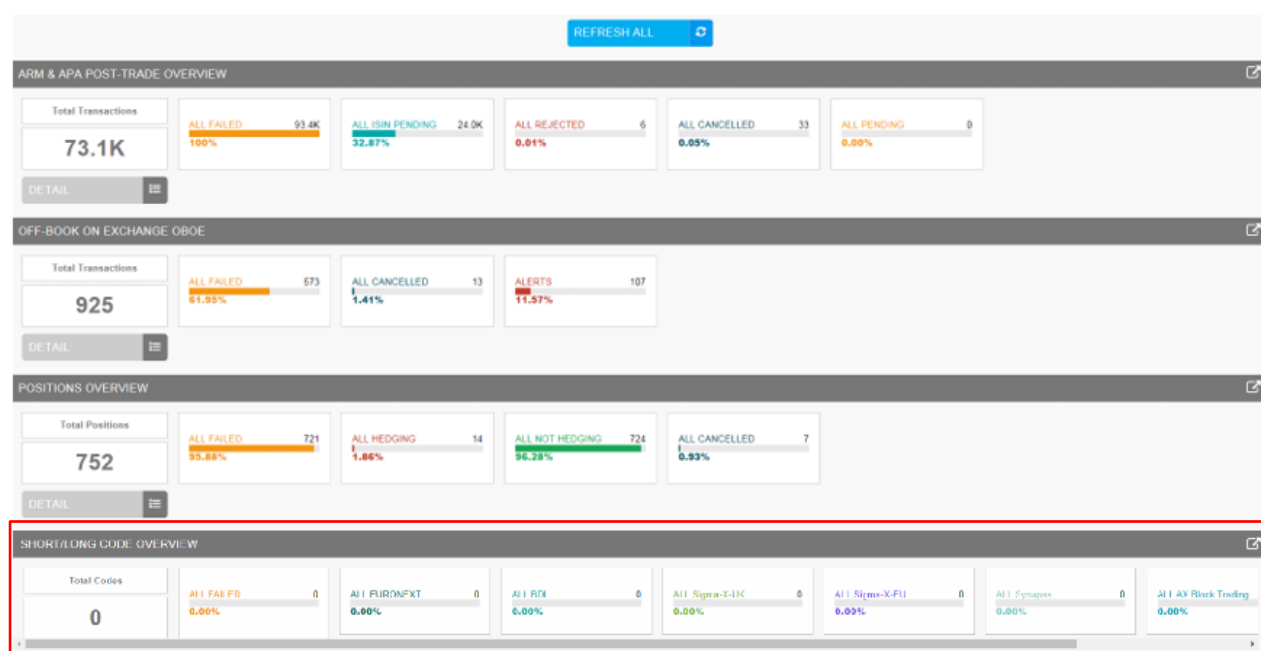 REFRESH ALL
ARM & APA POST-TRADE OVERVIEW
Total Transactions
73.1K
ALL FAILED 93.4K
100%
ALL ISIN PENDING 24.0K
32.87%
ALL REJECTED 6
0.01%
ALL CANCELLED 33
0.05%
ALL PENDING 0
0.00%
DETAIL
OFF-BOOK ON EXCHANGE OBOE
Total Transactions
925
ALL FAILED 573
61.95%
ALL CANCELLED 13
1.41%
ALERTS 107
11.57%
DETAIL
POSITIONS OVERVIEW
Total Positions
752
ALL FAILED 721
95.88%
ALL HEDGING 14
1.86%
ALL NOT HEDGING 724
96.28%
ALL CANCELLED 7
0.93%
DETAIL
SHORT/LONG CODE OVERVIEW
Total Codes
0
ALL FAILED 0
0.00%
ALL EURONEXT 0
0.00%
ALL BDL 0
0.00%
ALL Sigma-X-UK 0
0.00%
ALL Sigma-X-EU 0
0.00%
ALL Synapse 0
0.00%
ALL AX Block Trading
0.00%